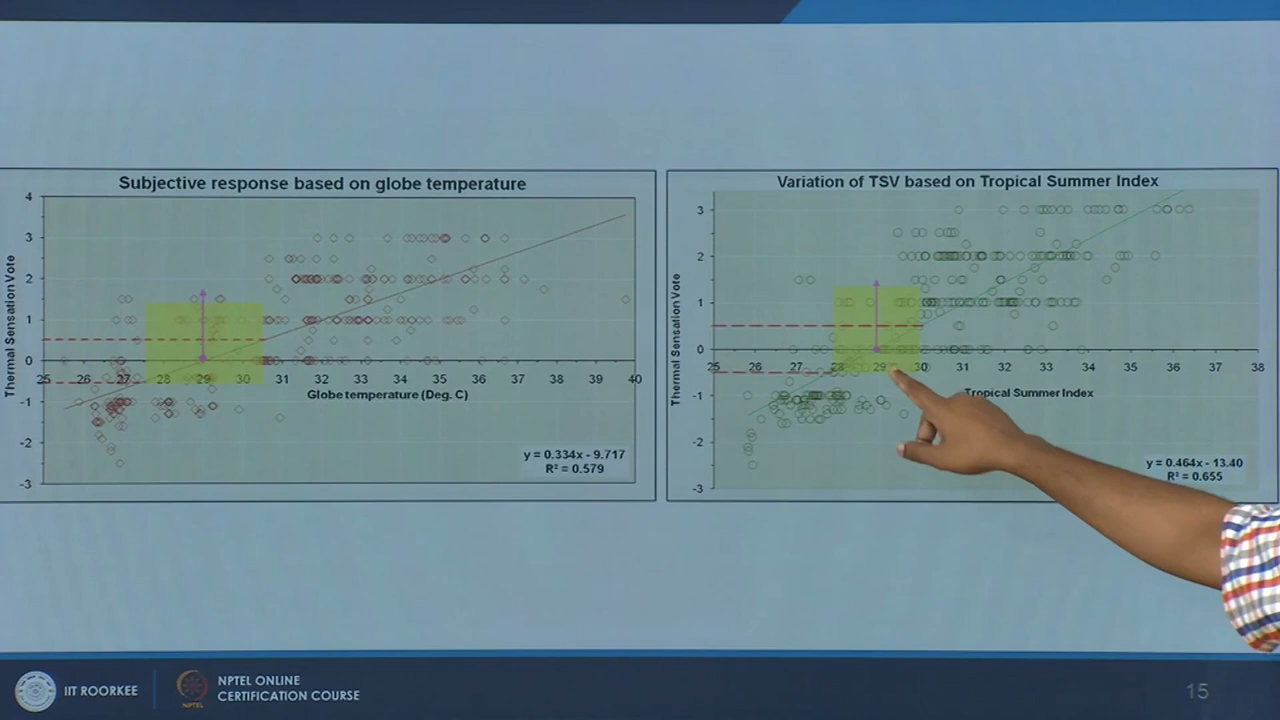 Subjective response based on globe temperature
4
3
2
1
0
-1
-2
-3
25 26 27 28 29 30 31 32 33 34 35 36 37 38 39 40
Thermal Sensation Vote
Globe temperature (Deg. C)
y = 0.334x - 9.717
R² = 0.579
Variation of TSV based on Tropical Summer Index
3
2
1
0
-1
-2
-3
25 26 27 28 29 30 31 32 33 34 35 36 37 38
Thermal Sensation Vote
Tropical Summer Index
y = 0.464x - 13.40
R² = 0.655
IIT ROORKEE
NPTEL
NPTEL ONLINE
CERTIFICATION COURSE
15